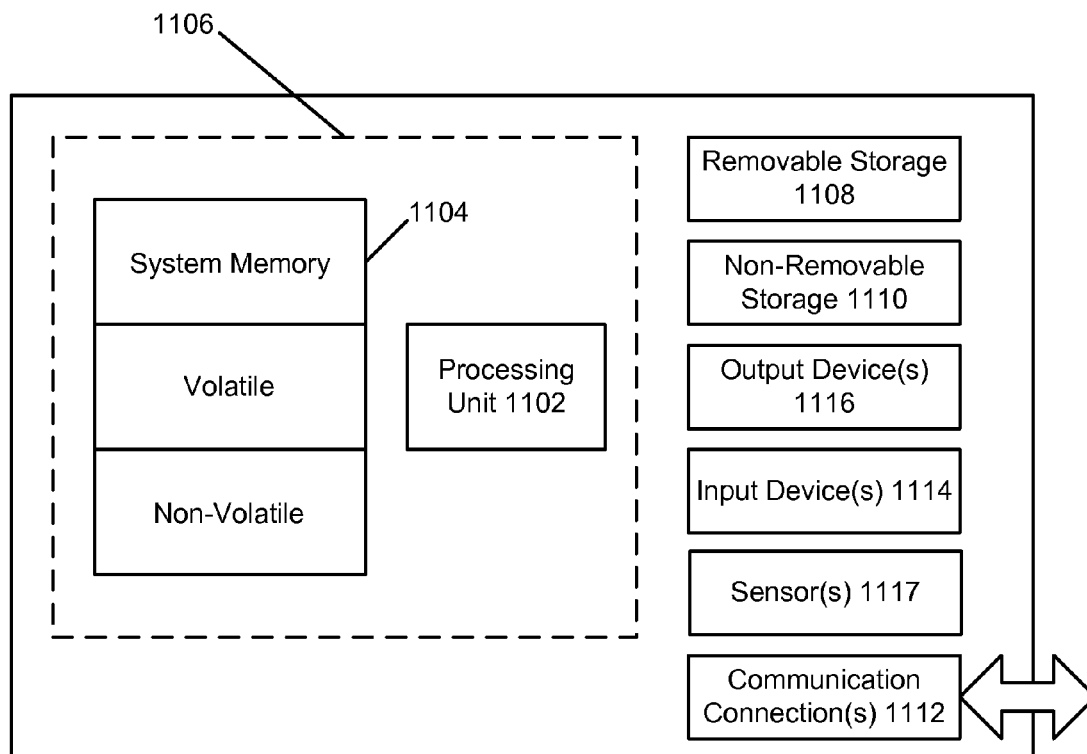 1106
1104
System Memory
Volatile
Non-Volatile
Processing
Unit 1102
Removable Storage
1108
Non-Removable
Storage 1110
Output Device(s)
1116
Input Device(s) 1114
Sensor(s) 1117
Communication
Connection(s) 1112